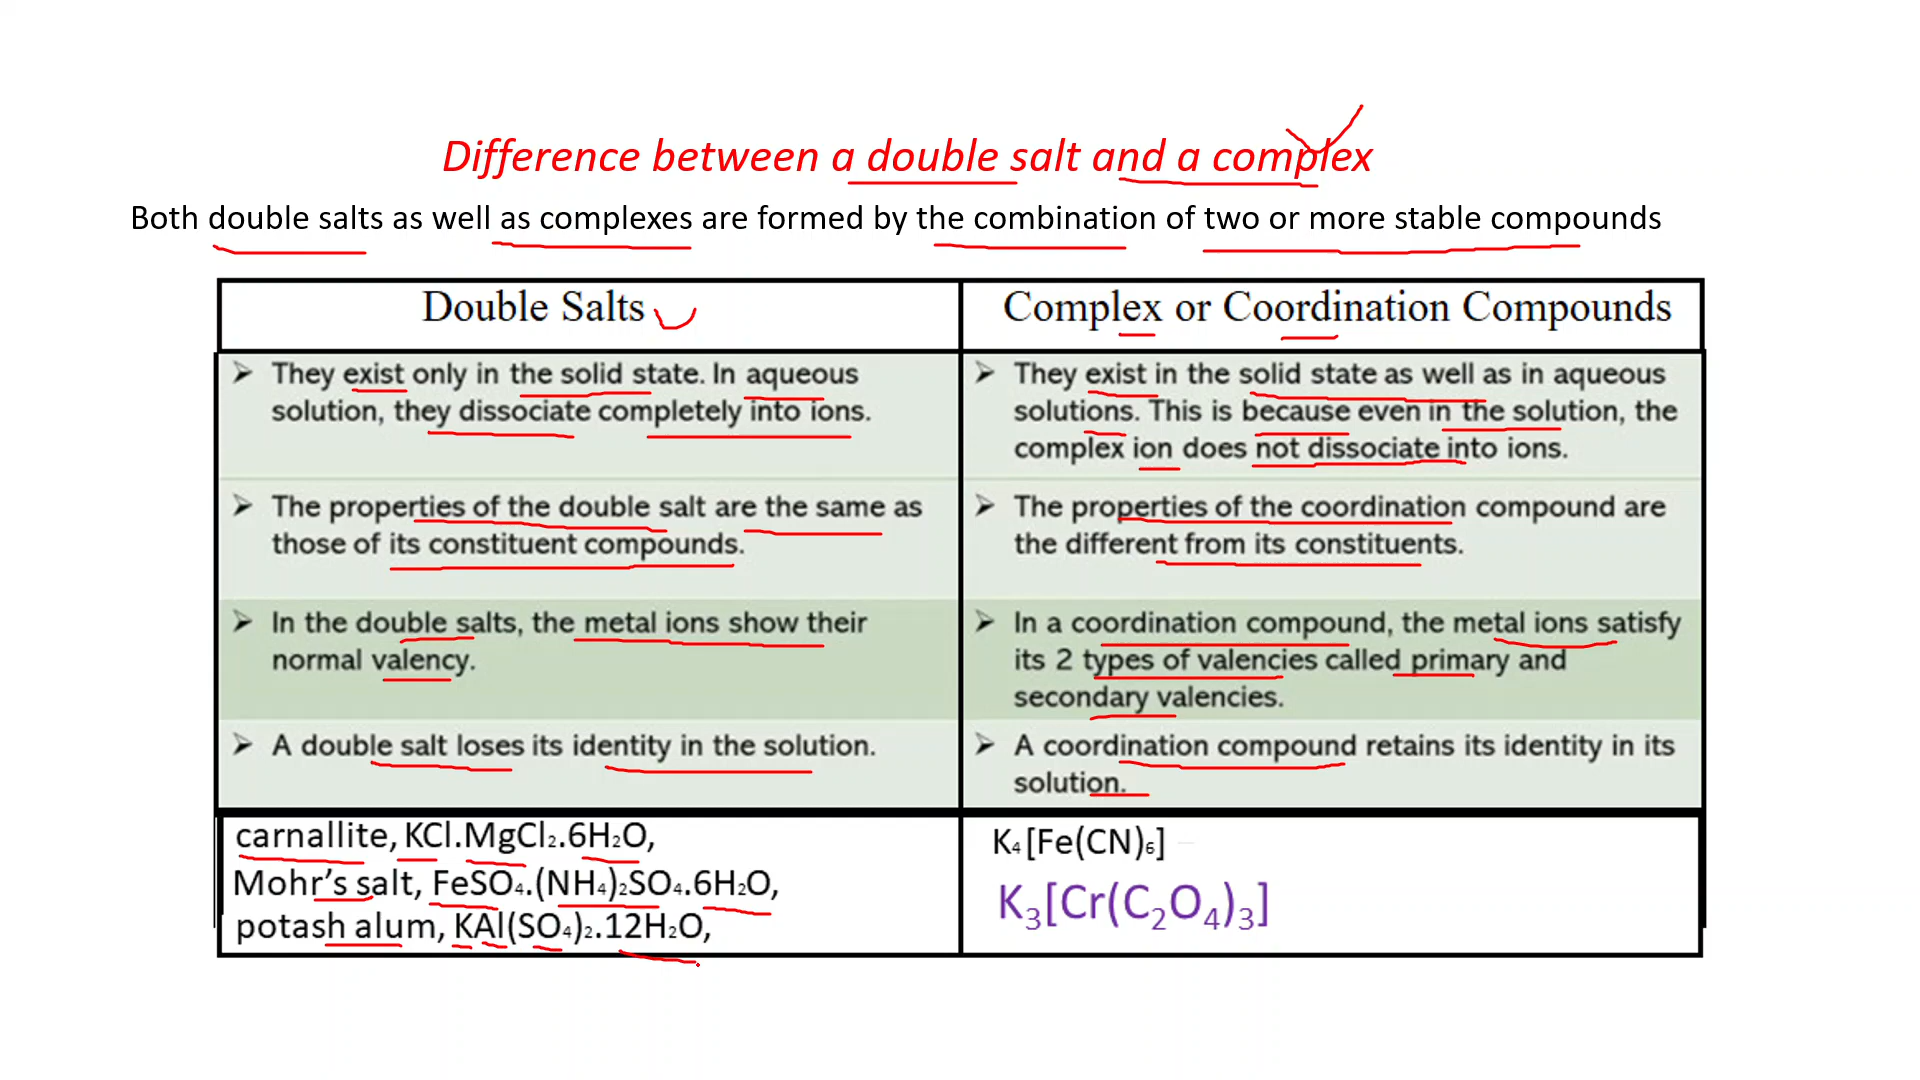 Difference between a double salt and a complex
Both double salts as well as complexes are formed by the combination of two or more stable compounds
Double Salts
➢ They exist only in the solid state. In aqueous
solution, they dissociate completely into ions.
➢ The properties of the double salt are the same as
those of its constituent compounds.
➢ In the double salts, the metal ions show their
normal valency.
➢ A double salt loses its identity in the solution.
carnallite, KCl.MgCl₂.6H₂O,
Mohr’s salt, FeSO₄.(NH₄)₂SO₄.6H₂O,
potash alum, KAl(SO₄)₂.12H₂O,
Complex or Coordination Compounds
➢ They exist in the solid state as well as in aqueous
solutions. This is because even in the solution, the
complex ion does not dissociate into ions.
➢ The properties of the coordination compound are
the different from its constituents.
➢ In a coordination compound, the metal ions satisfy
its 2 types of valencies called primary and
secondary valencies.
➢ A coordination compound retains its identity in its
solution.
K₄[Fe(CN)₆]
K₃[Cr(C₂O₄)₃]